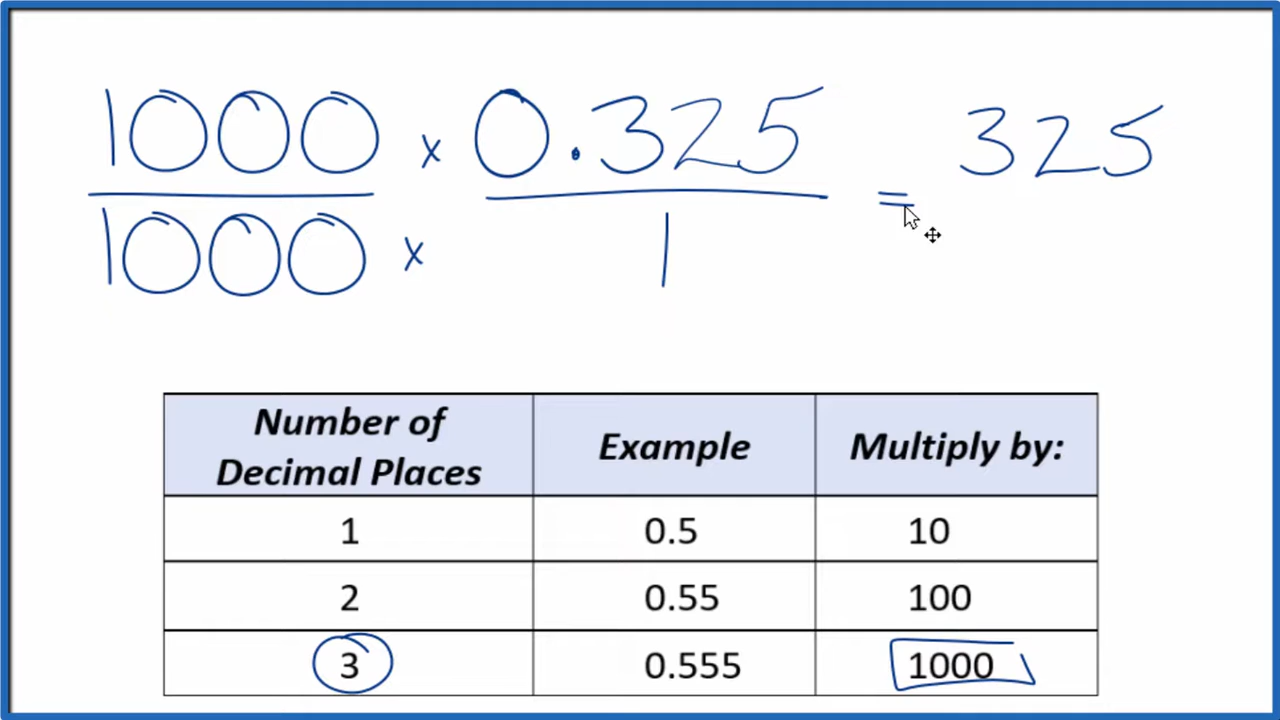 1000 x 0.325 = 325
1000 x 1
Number of Decimal Places Example Multiply by:
1 0.5 10
2 0.55 100
3 0.555 1000